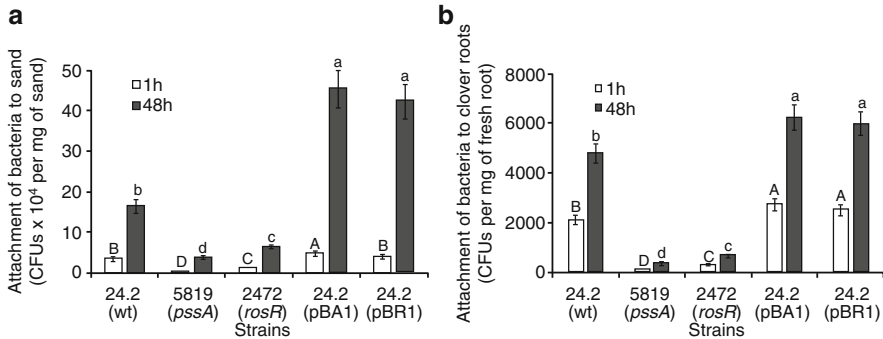 a
Attachment of bacteria to sand
(CFUs x 10⁴ per mg of sand)
50
40
30
20
10
0
1h
48h
B
b
D
d
C
c
A
a
B
a
24.2
(wt)
5819
(pssA)
2472
(rosR)
24.2
(pBA1)
24.2
(pBR1)
Strains
b
Attachment of bacteria to clover roots
(CFUs per mg of fresh root)
8000
6000
4000
2000
0
1h
48h
B
b
D
d
C
c
A
a
A
a
24.2
(wt)
5819
(pssA)
2472
(rosR)
24.2
(pBA1)
24.2
(pBR1)
Strains